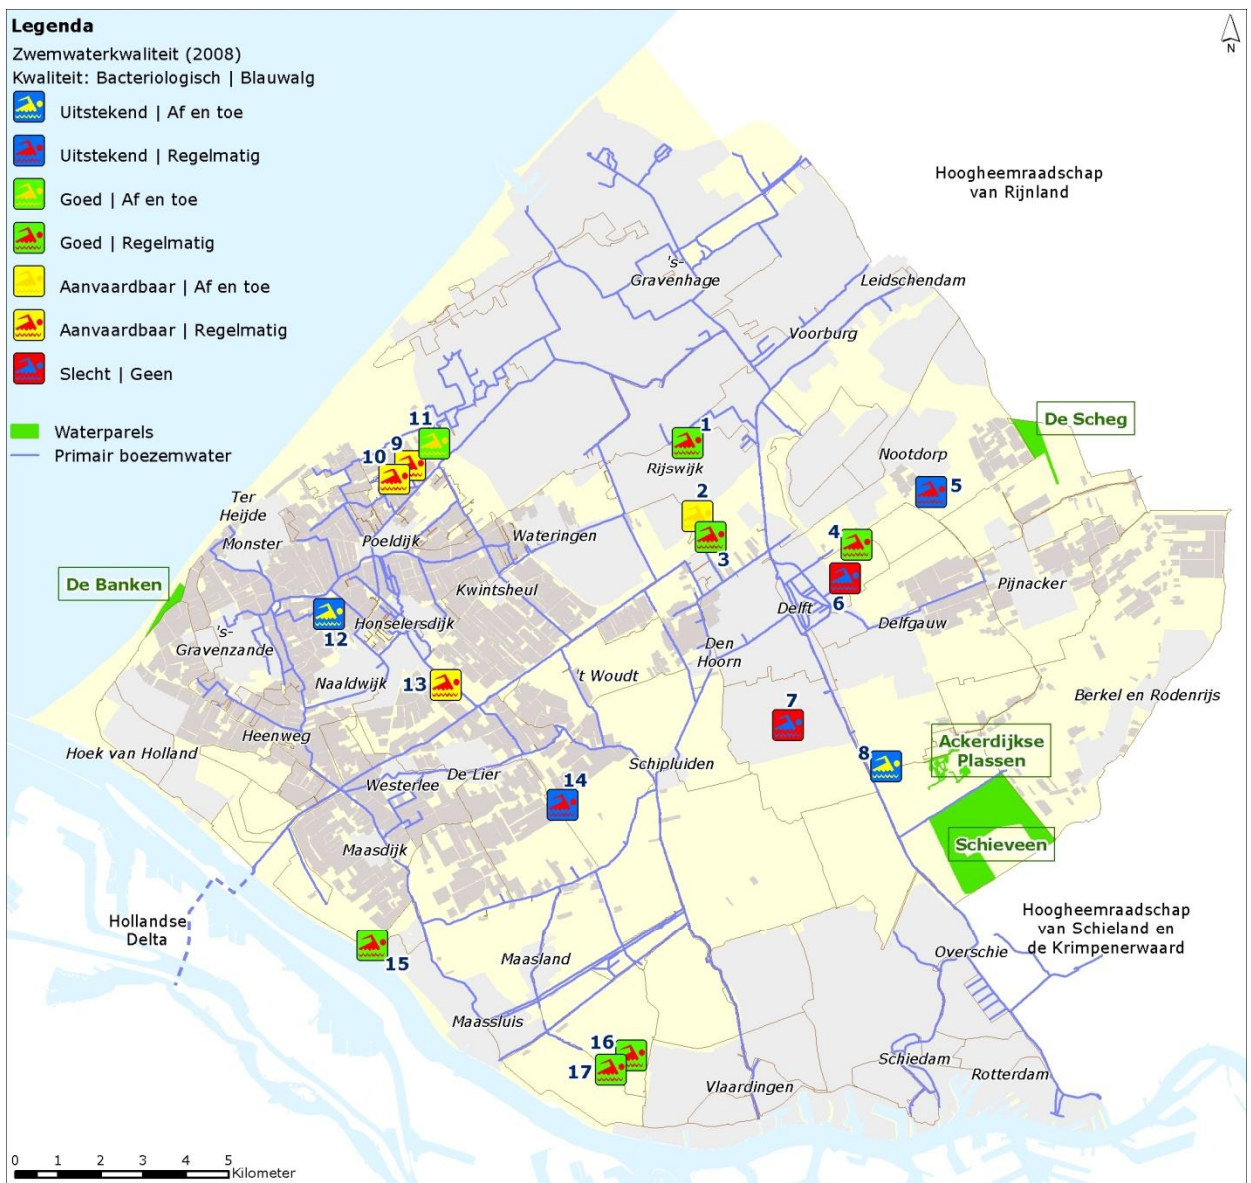 Legenda
Zwemwaterkwaliteit (2008)
Kwaliteit: Bacteriologisch | Blauwalg
Uitstekend | Af en toe
Uitstekend | Regelmatig
Goed | Af en toe
Goed | Regelmatig
Aanvaardbaar | Af en toe
Aanvaardbaar | Regelmatig
Slecht | Geen
Waterparels
Primair boezemwater
N
Hoogheemraadschap
van Rijnland
's-
Gravenhage
Leidschendam
Voorburg
De Scheg
11
1
9
10
Rijswijk
Nootdorp
5
2
3
4
6
Ter
Heijde
Monster
Poeldijk
Wateringen
Kwintsheul
De Banken
12
Honselersdijk
's-
Gravenzande
Naaldwijk
13
Delft
Delfgauw
Pijnacker
Den
Hoorn
't Woudt
Berkel en Rodenrijs
7
8
Ackerdijkse
Plassen
Hoek van Holland
Heenweg
Westerlee
De Lier
14
Schipluiden
Schieveen
Maasdijk
Hollandse
Delta
15
Maasland
Maassluis
Hoogheemraadschap
van Schieland en
de Krimpenerwaard
Overschie
16
17
Vlaardingen
Schiedam
Rotterdam
0 1 2 3 4 5
Kilometer